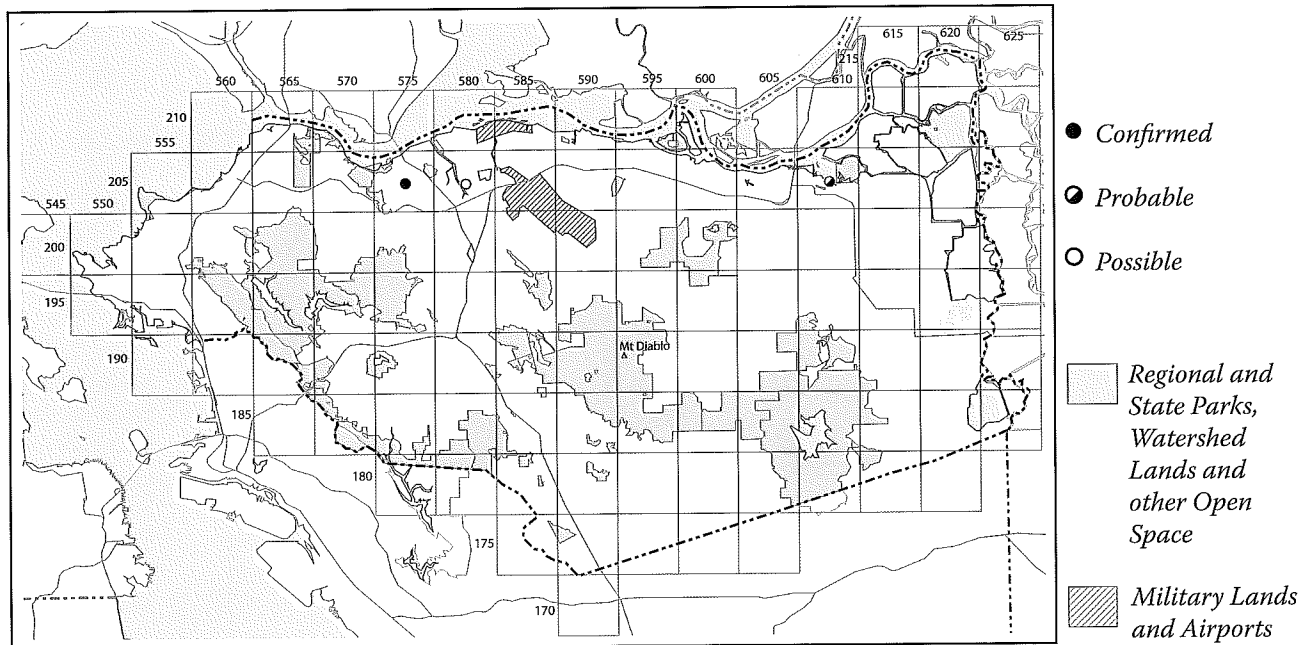 615
620
625
215
560
565
570
575
580
585
590
595
600
605
610
210
555
205
545
550
200
195
Mt Diablo
190
185
180
175
170
Confirmed
Probable
Possible
Regional and
State Parks,
Watershed
Lands and
other Open
Space
Military Lands
and Airports